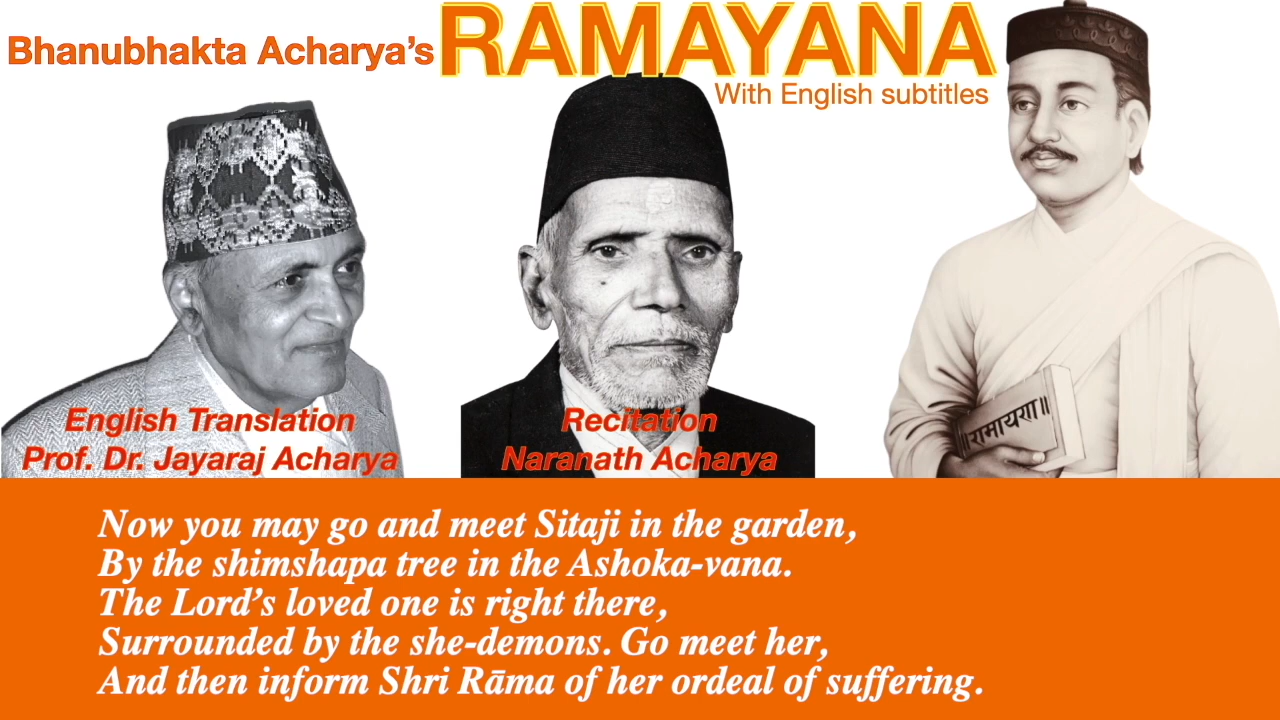 Bhanubhakta Acharya's RAMAYANA
With English subtitles
English Translation
Prof. Dr. Jayaraj Acharya
Recitation
Naranath Acharya
॥रामायण॥
Now you may go and meet Sitaji in the garden,
By the shimshapa tree in the Ashoka-vana.
The Lord's loved one is right there,
Surrounded by the she-demons. Go meet her,
And then inform Shri Rāma of her ordeal of suffering.